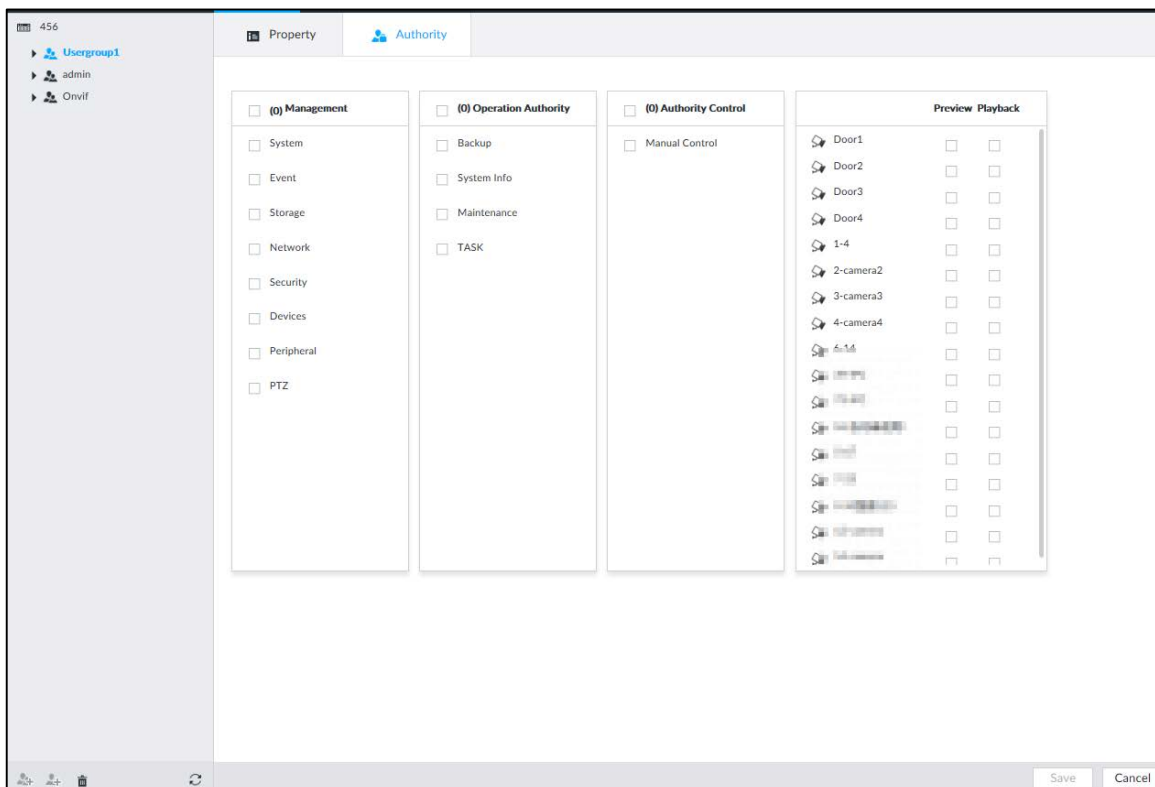 456
Usergroup1
admin
Onvif
Property
Authority
(0) Management
System
Event
Storage
Network
Security
Devices
Peripheral
PTZ
(0) Operation Authority
Backup
System Info
Maintenance
TASK
(0) Authority Control
Manual Control
Preview Playback
Door1
Door2
Door3
Door4
1-4
2-camera2
3-camera3
4-camera4
Save
Cancel